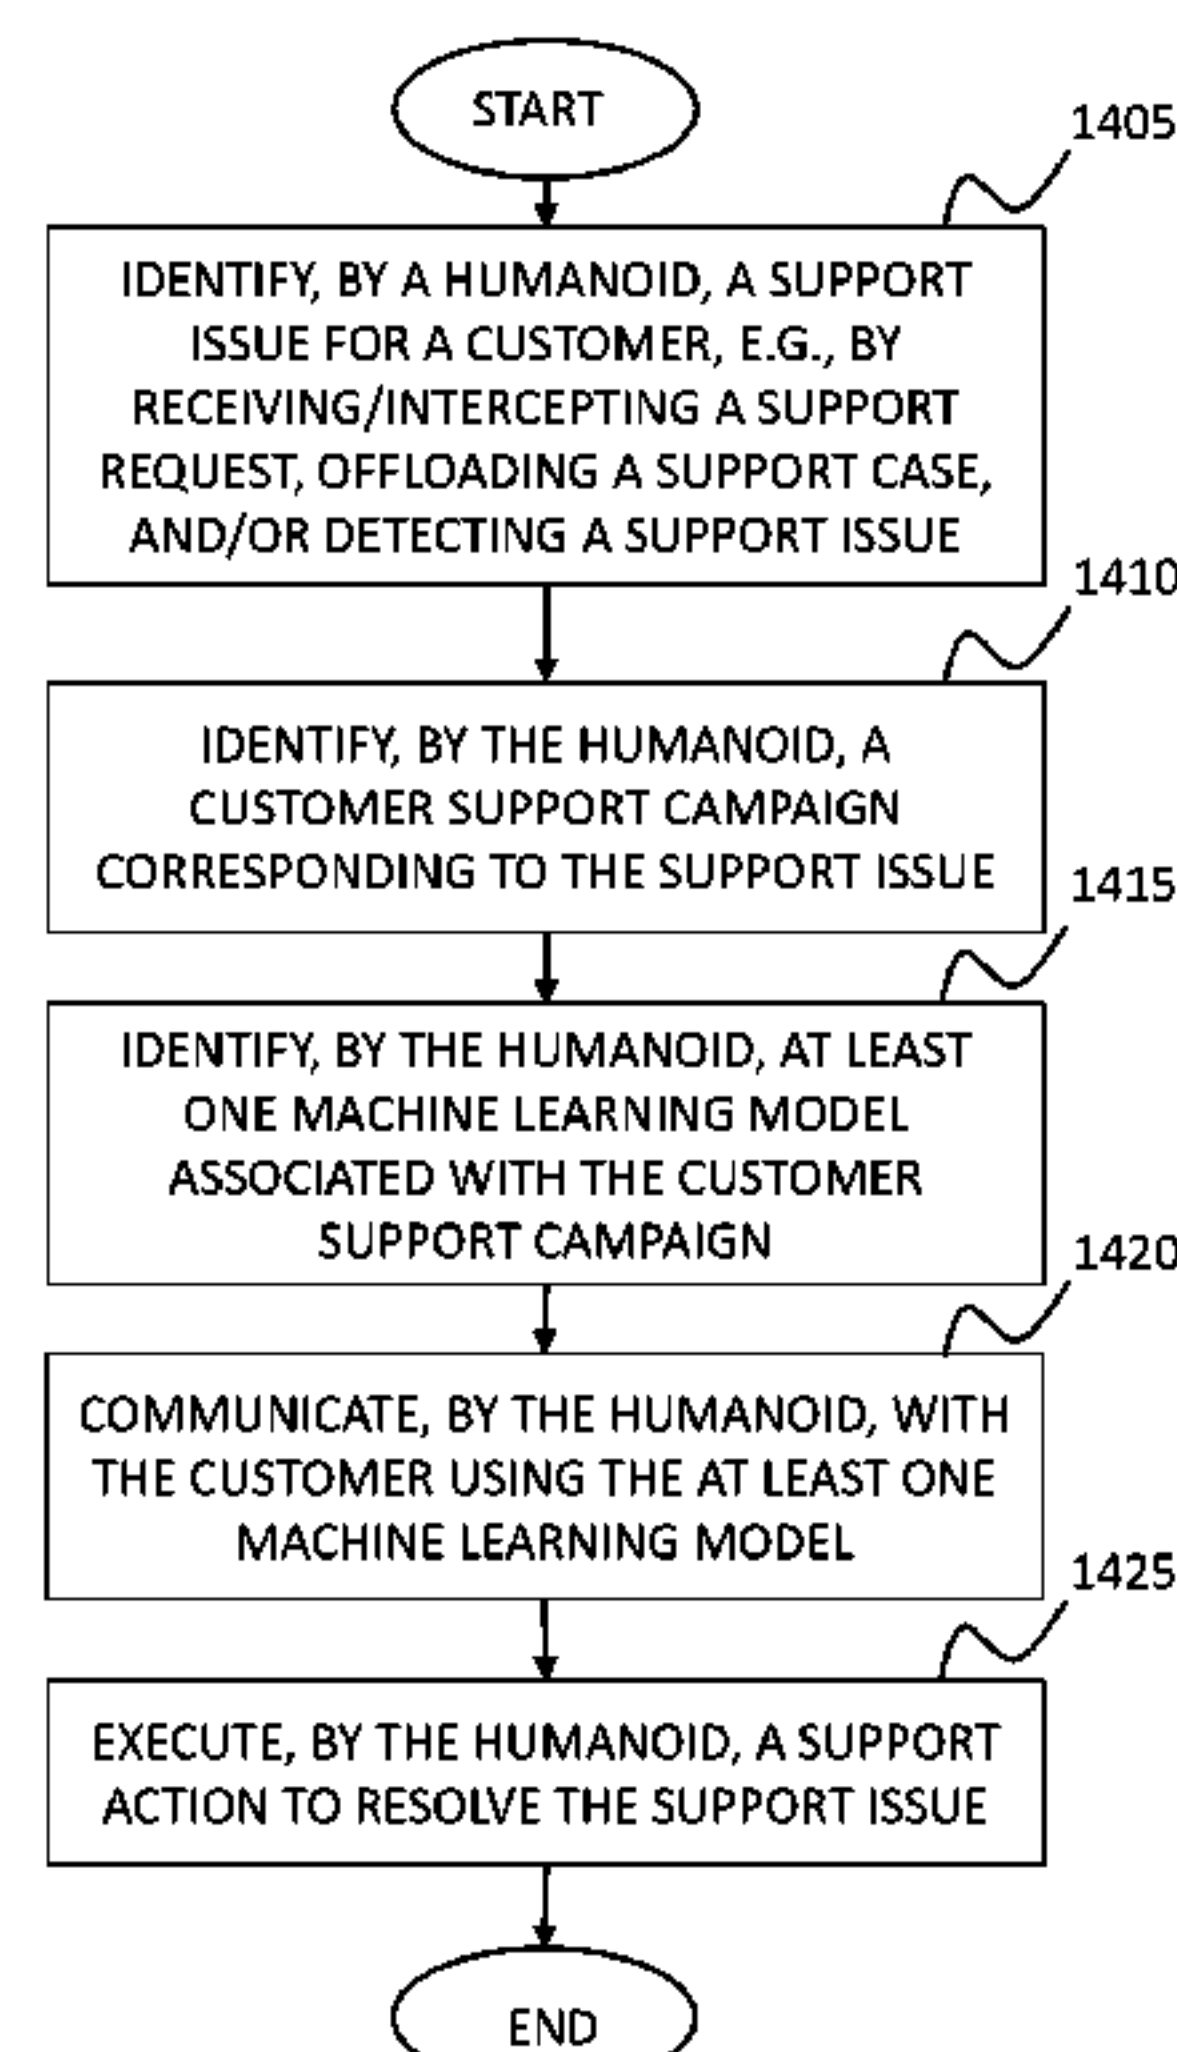 START
1405
IDENTIFY, BY A HUMANOID, A SUPPORT
ISSUE FOR A CUSTOMER, E.G., BY
RECEIVING/INTERCEPTING A SUPPORT
REQUEST, OFFLOADING A SUPPORT CASE,
AND/OR DETECTING A SUPPORT ISSUE
1410
IDENTIFY, BY THE HUMANOID, A
CUSTOMER SUPPORT CAMPAIGN
CORRESPONDING TO THE SUPPORT ISSUE
1415
IDENTIFY, BY THE HUMANOID, AT LEAST
ONE MACHINE LEARNING MODEL
ASSOCIATED WITH THE CUSTOMER
SUPPORT CAMPAIGN
1420
COMMUNICATE, BY THE HUMANOID, WITH
THE CUSTOMER USING THE AT LEAST ONE
MACHINE LEARNING MODEL
1425
EXECUTE, BY THE HUMANOID, A SUPPORT
ACTION TO RESOLVE THE SUPPORT ISSUE
END